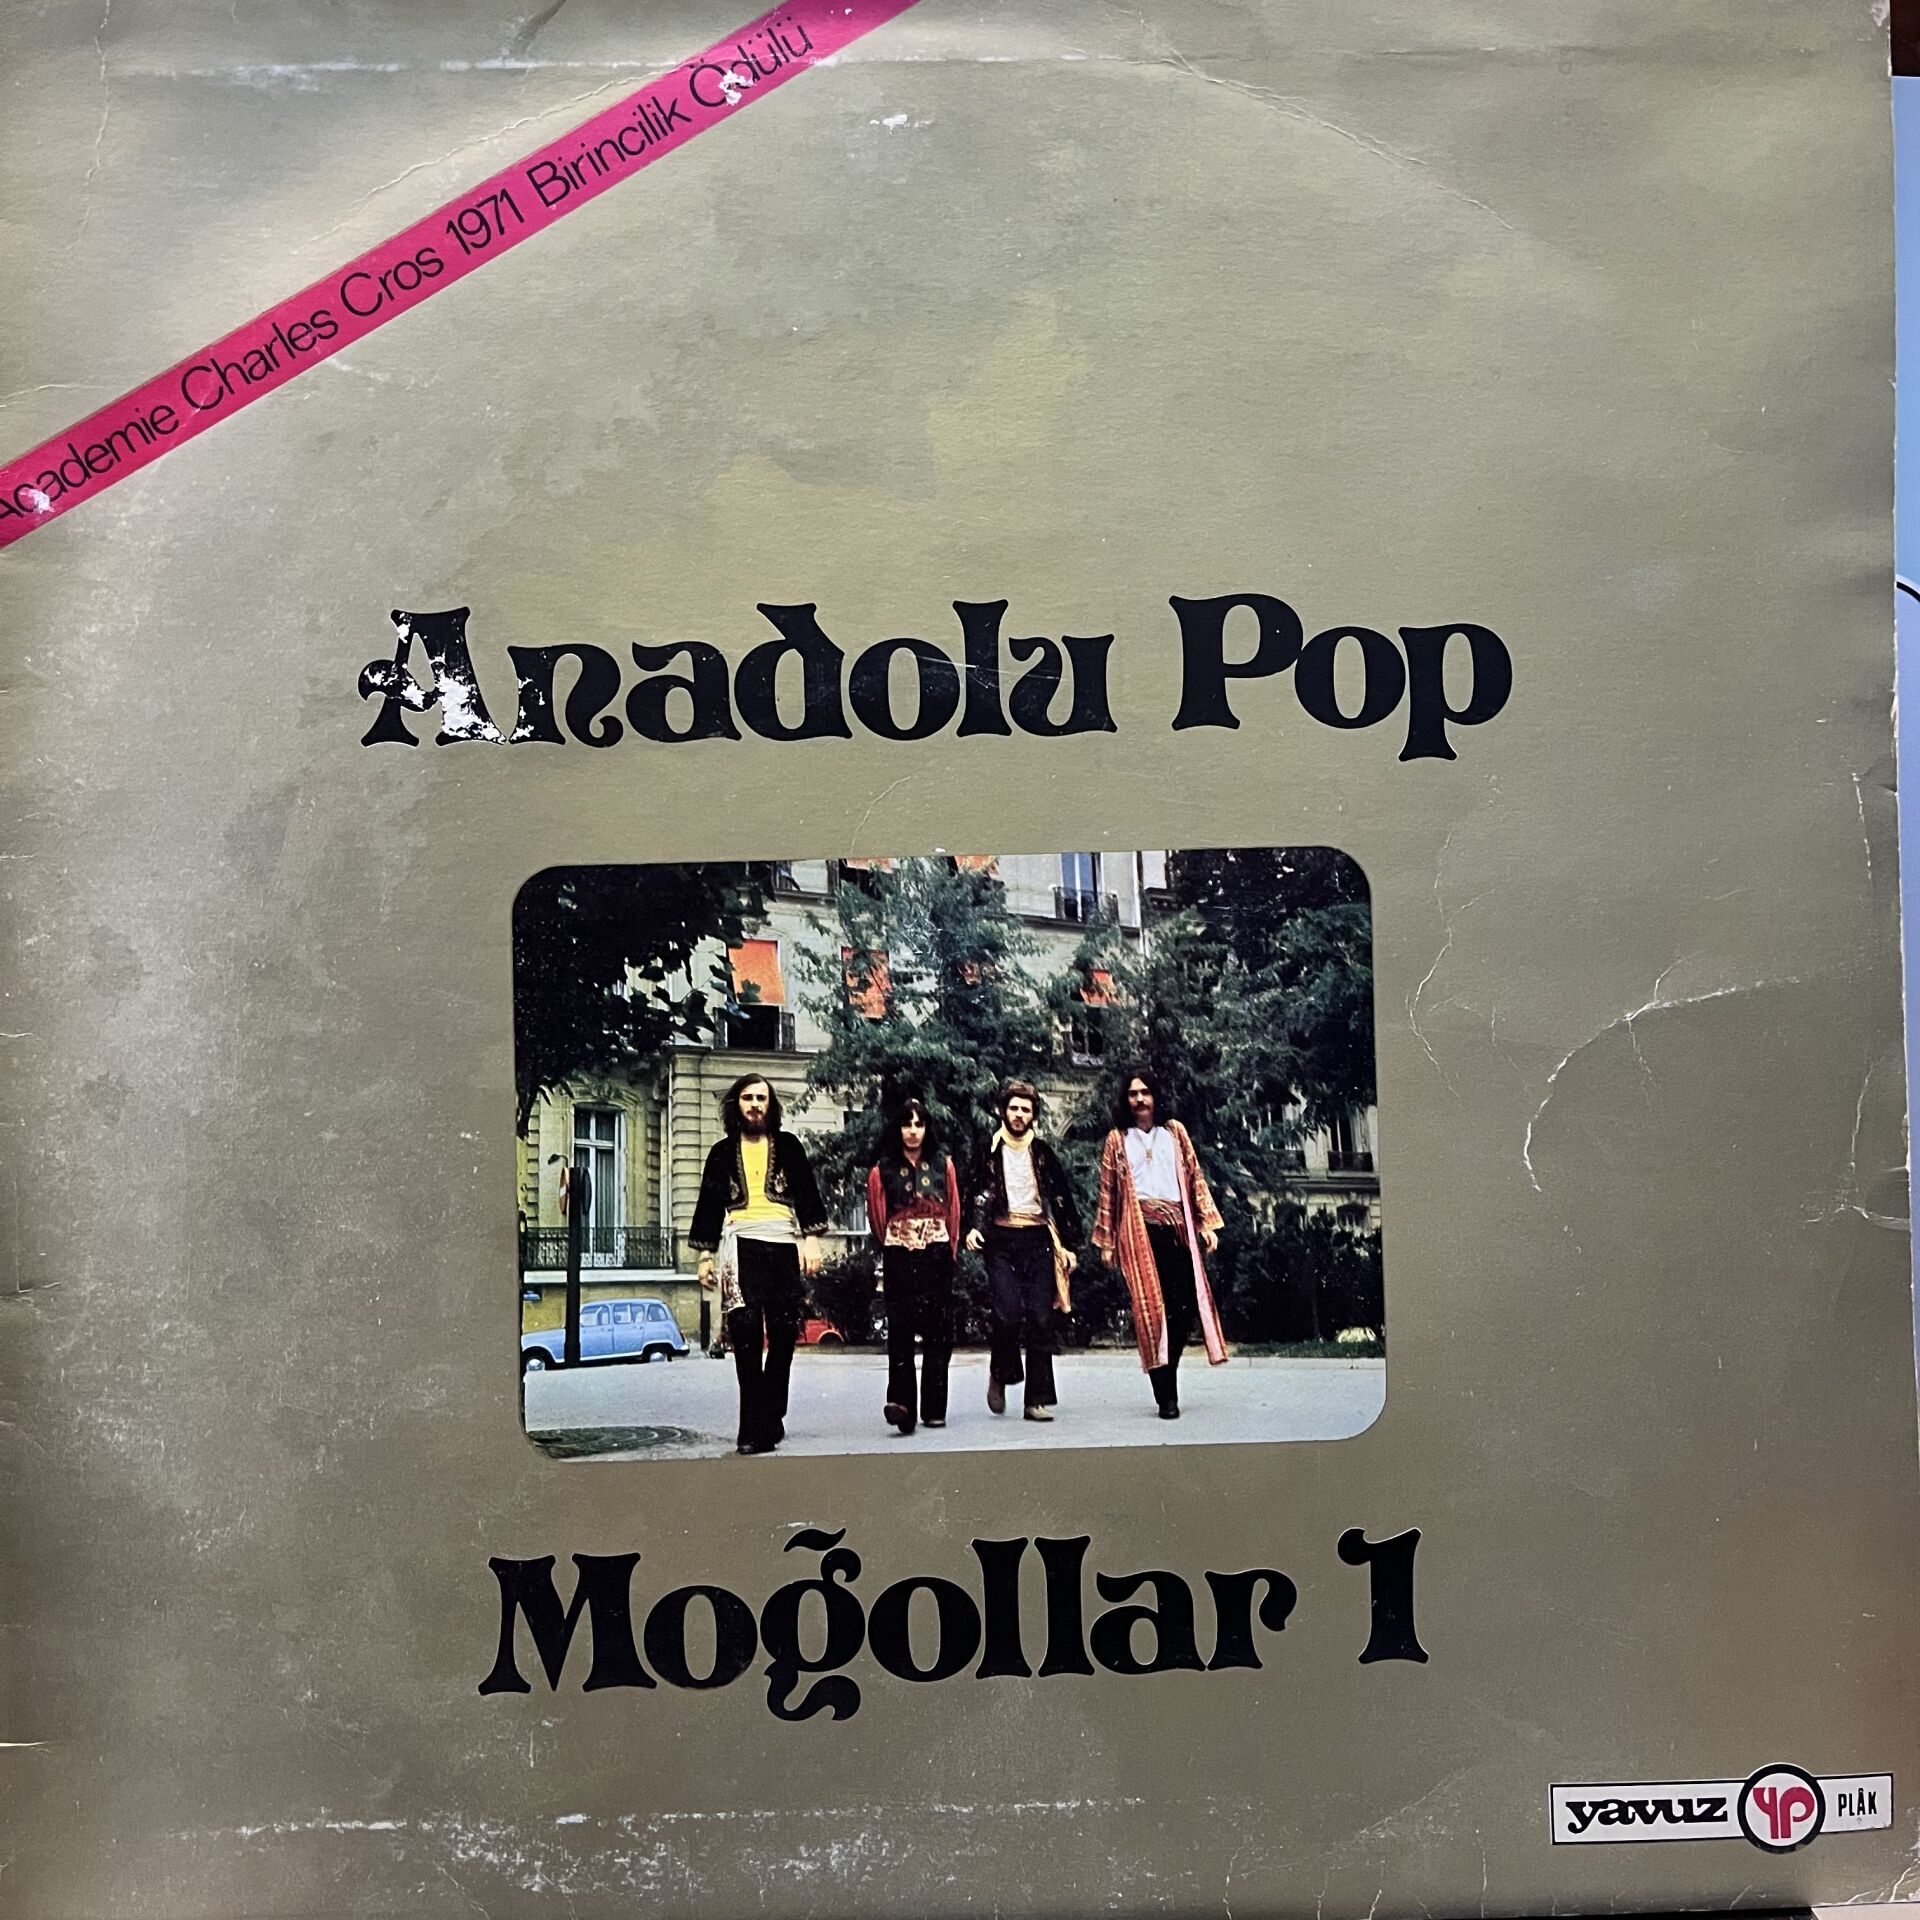 Academie Charles Cros 1971 Birincilik Ödülü
Anadolu Pop
Moğollar 1
yavuz YP PLÂK